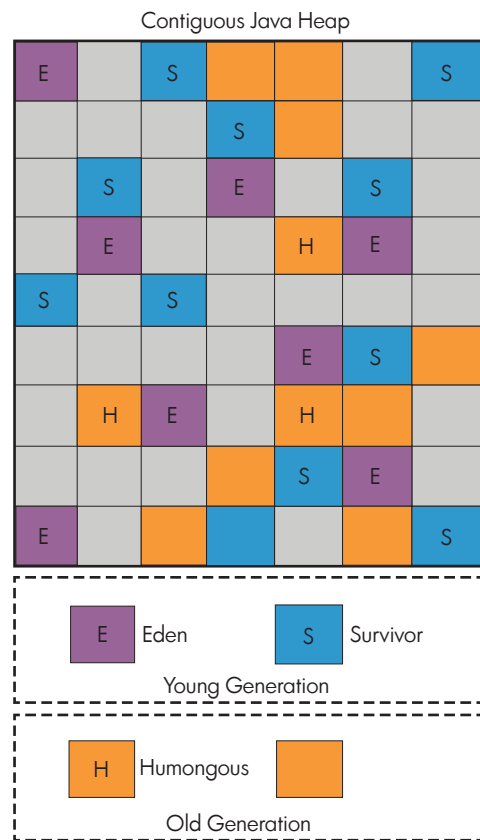 Contiguous Java Heap
E S S
S
S E S
E H E
S S
E S
H E H
S E
E S
E Eden S Survivor
Young Generation
H Humongous
Old Generation